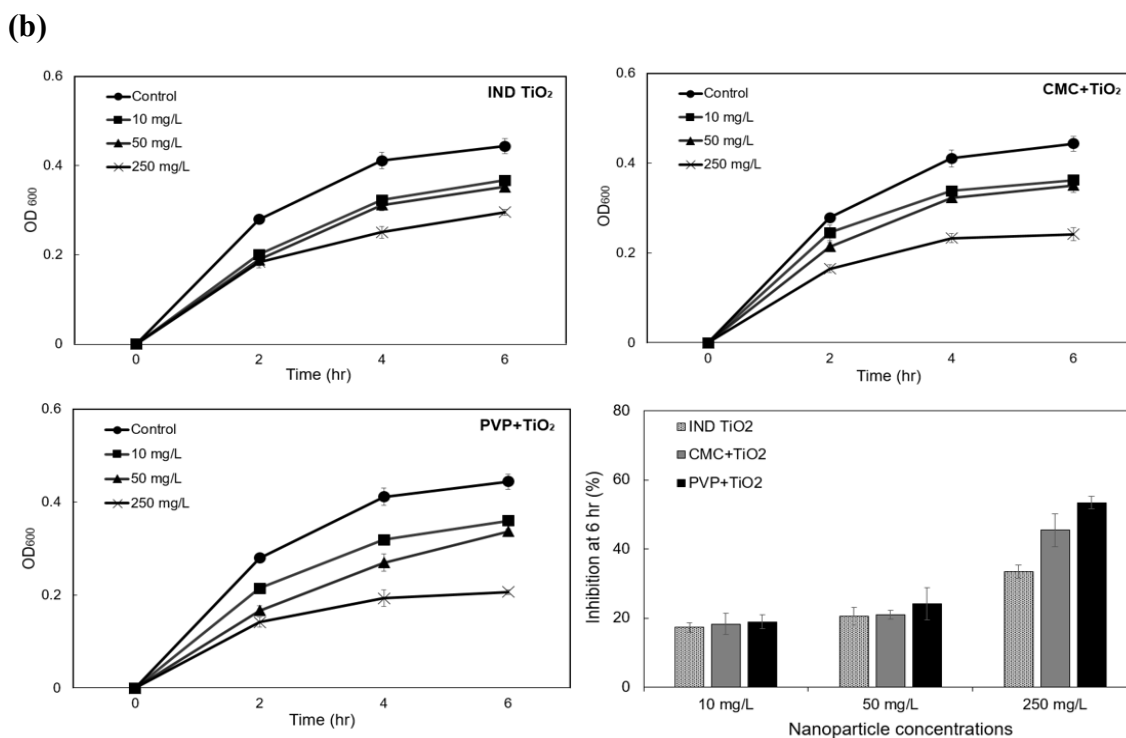 (b)
0.6
0.4
0.2
0
OD 600
IND TiO₂
Control
10 mg/L
50 mg/L
250 mg/L
0 2 4 6
Time (hr)
0.6
0.4
0.2
0
OD₆₀₀
CMC+TiO₂
Control
10 mg/L
50 mg/L
250 mg/L
0 2 4 6
Time (hr)
0.6
0.4
0.2
0
OD₆₀₀
PVP+TiO₂
Control
10 mg/L
50 mg/L
250 mg/L
0 2 4 6
Time (hr)
80
60
40
20
0
Inhibition at 6 hr (%)
IND TiO2
CMC+TiO2
PVP+TiO2
10 mg/L 50 mg/L 250 mg/L
Nanoparticle concentrations